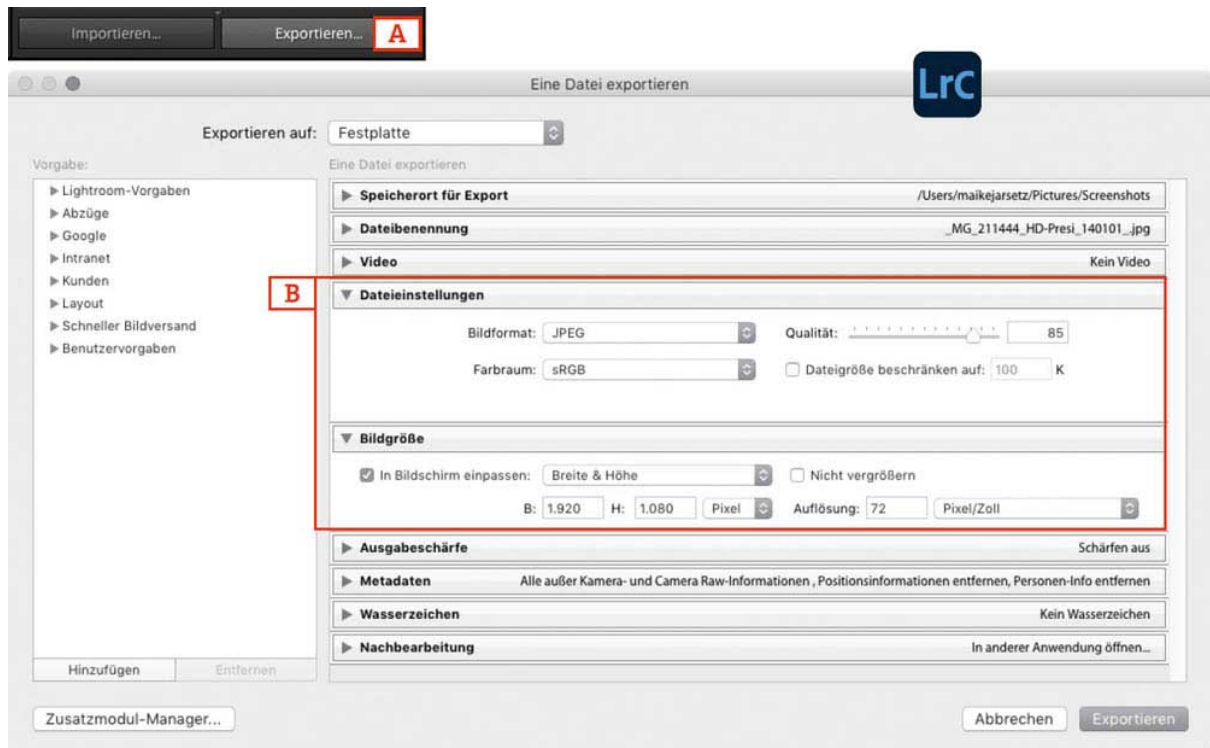 Importieren...
Exportieren...
A
LrC
Eine Datei exportieren
Exportieren auf: Festplatte
Vorgabe:
Lightroom-Vorgaben
Abzüge
Google
Intranet
Kunden
Layout
Schneller Bildversand
Benutzervorgaben
Hinzufügen
Entfernen
Eine Datei exportieren
Speicherort für Export /Users/maikejarsetz/Pictures/Screenshots
Dateibenennung _MG_211444_HD-Presi_140101_.jpg
Video Kein Video
B
Dateieinstellungen
Bildformat: JPEG Qualität: 85
Farbraum: sRGB Dateigröße beschränken auf: 100 K
Bildgröße
In Bildschirm einpassen: Breite & Höhe Nicht vergrößern
B: 1.920 H: 1.080 Pixel Auflösung: 72 Pixel/Zoll
Ausgabeschärfe Schärfen aus
Metadaten Alle außer Kamera- und Camera Raw-Informationen , Positionsinformationen entfernen, Personen-Info entfernen
Wasserzeichen Kein Wasserzeichen
Nachbearbeitung In anderer Anwendung öffnen...
Zusatzmodul-Manager...
Abbrechen
Exportieren